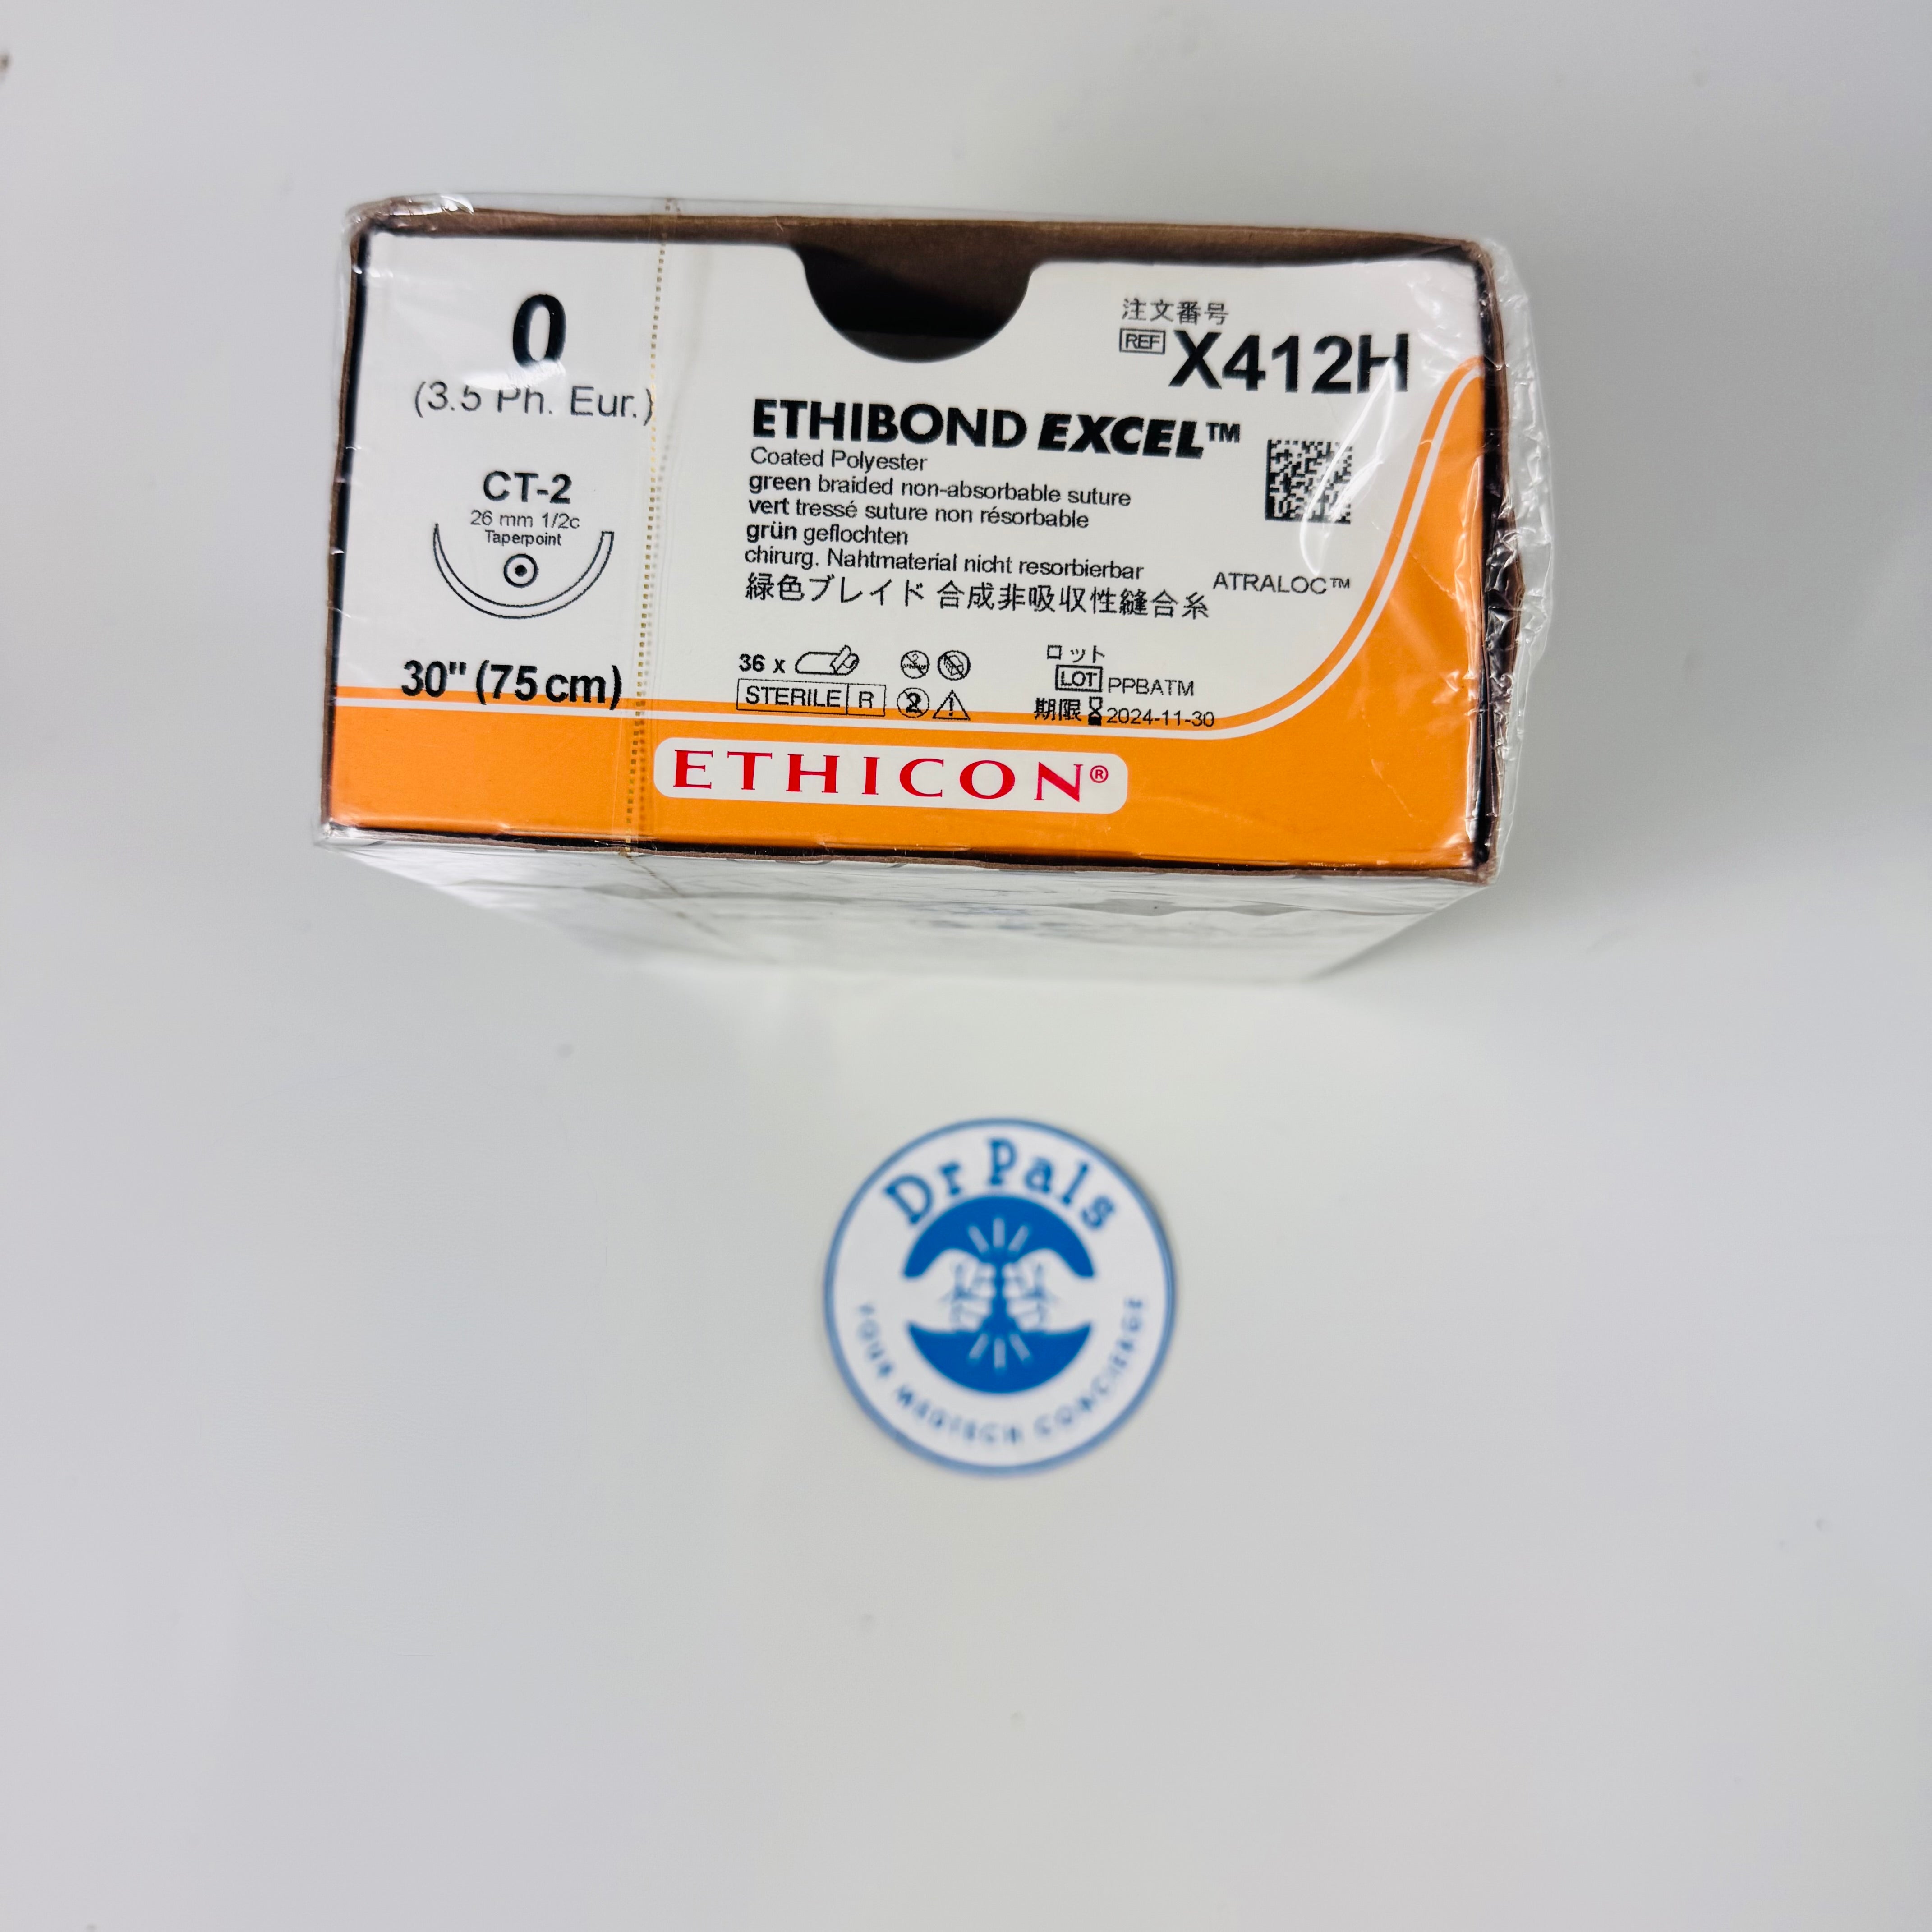 0
(3.5 Ph. Eur.)
CT-2
26 mm 1/2c
Taperpoint
30" (75 cm)
注文番号
REF X412H
ETHIBOND EXCEL™
Coated Polyester
green braided non-absorbable suture
vert tressé suture non résorbable
grün geflochten
chirurg. Nahtmaterial nicht resorbierbar
緑色ブレイド 合成非吸収性縫合糸
ATRALOC™
36 x
STERILE R
2
ロット
LOT PPBATM
期限 2024-11-30
ETHICON®
Dr Pals
YOUR MEDTECH CONCIERGE